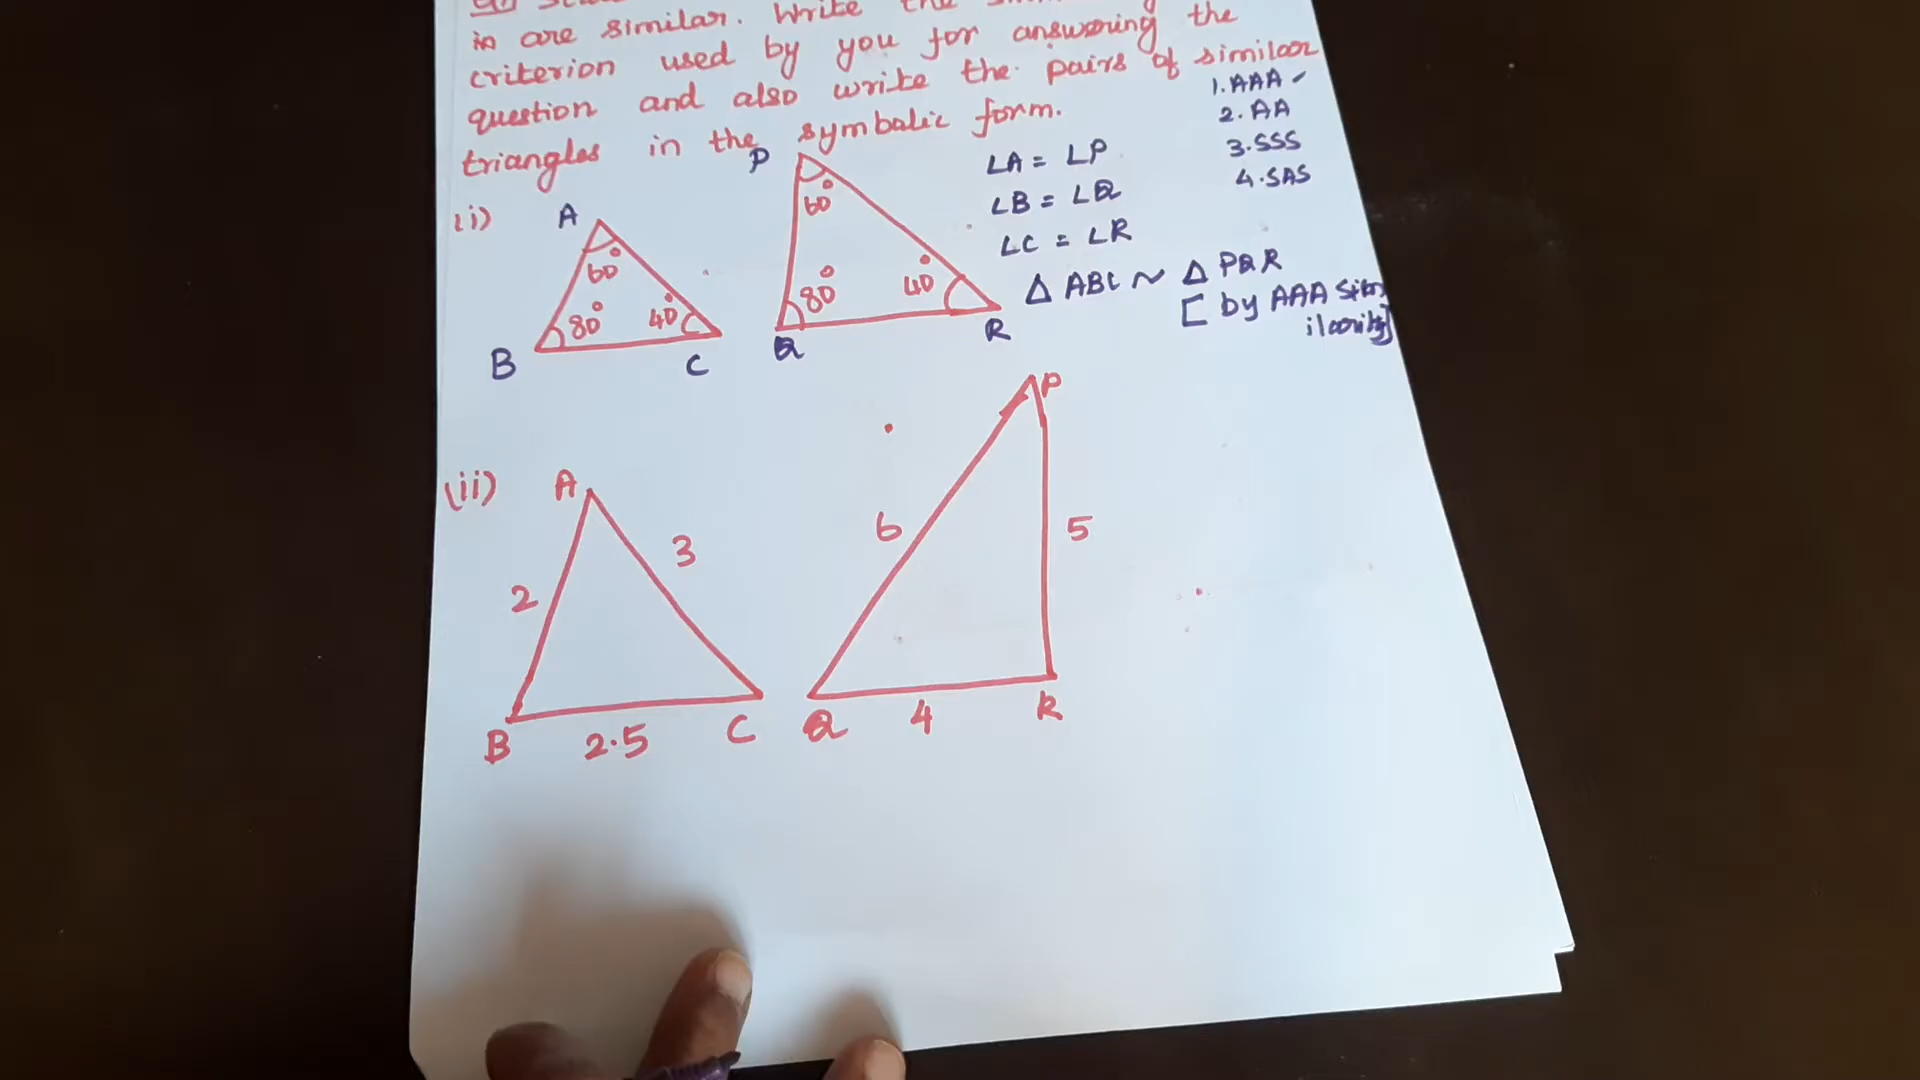 in are similar. Write the
criterion used by you for answering the
question and also write the pairs of similar
triangles in the symbolic form.
1. AAA ✓
2. AA
3. SSS
4. SAS
(i)
A
60°
B
80°
40°
C
P
60°
Q
80°
40°
R
∠A = ∠P
∠B = ∠Q
∠C = ∠R
Δ ABC ~ Δ PQR
[ by AAA Sim
ilarity]
(ii)
A
2
3
B
2.5
C
P
6
5
Q
4
R